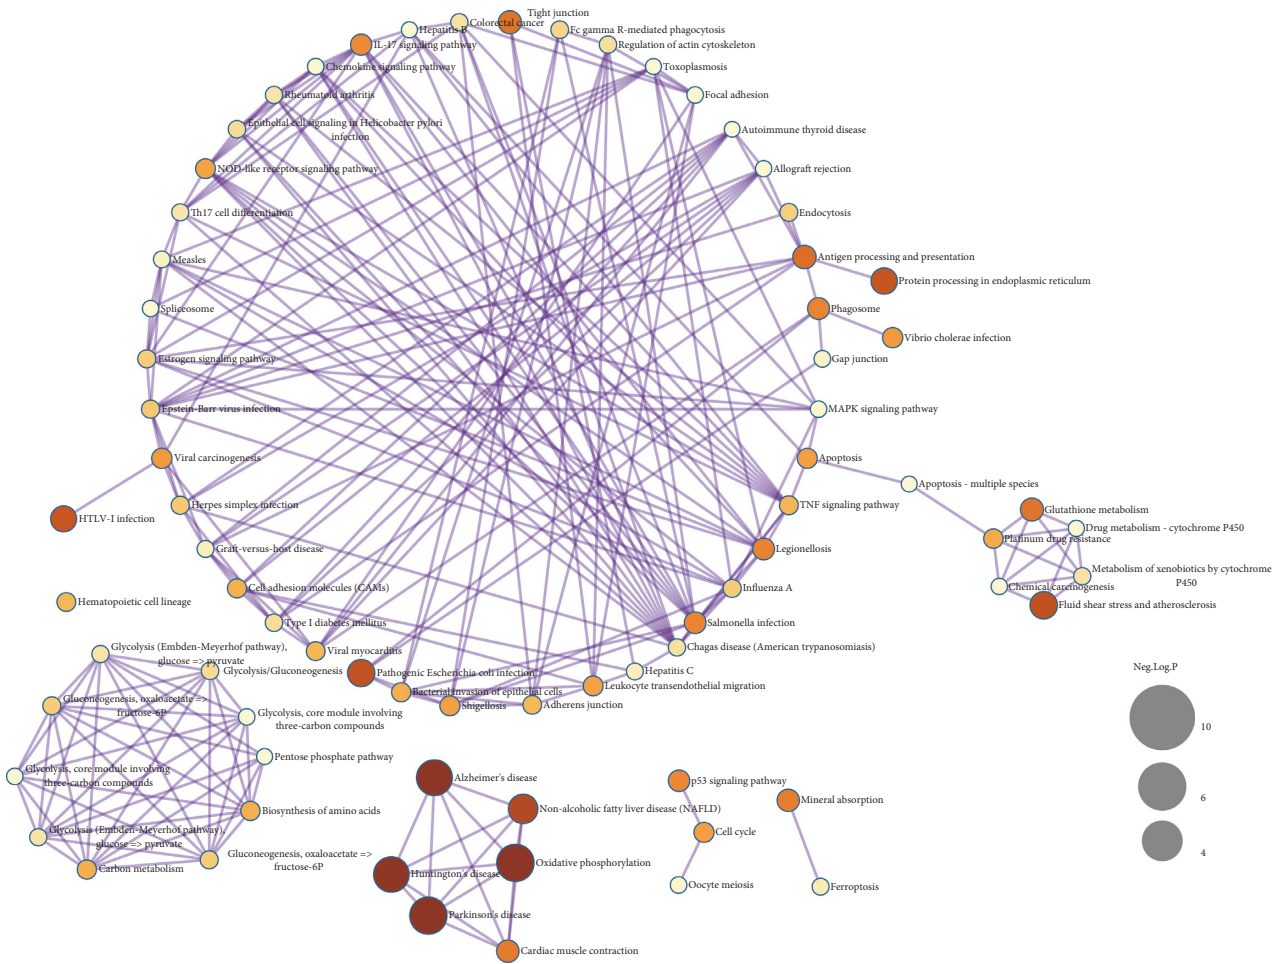 Tight junction
Hepatitis B
Colorectal cancer
Fc gamma R-mediated phagocytosis
IL-17 signaling pathway
Regulation of actin cytoskeleton
Chemokine signaling pathway
Toxoplasmosis
Rheumatoid arthritis
Focal adhesion
Epithelial cell signaling in Helicobacter pylori
infection
Autoimmune thyroid disease
NOD-like receptor signaling pathway
Allograft rejection
Th17 cell differentiation
Endocytosis
Measles
Antigen processing and presentation
Protein processing in endoplasmic reticulum
Spliceosome
Phagosome
Vibrio cholerae infection
Estrogen signaling pathway
Gap junction
Epstein-Barr virus infection
MAPK signaling pathway
Viral carcinogenesis
Apoptosis
Apoptosis - multiple species
Herpes simplex infection
TNF signaling pathway
Glutathione metabolism
HTLV-I infection
Drug metabolism - cytochrome P450
Platinum drug resistance
Graft-versus-host disease
Legionellosis
Metabolism of xenobiotics by cytochrome
P450
Cell adhesion molecules (CAMs)
Influenza A
Chemical carcinogenesis
Hematopoietic cell lineage
Fluid shear stress and atherosclerosis
Type I diabetes mellitus
Salmonella infection
Glycolysis (Embden-Meyerhof pathway),
glucose => pyruvate
Viral myocarditis
Chagas disease (American trypanosomiasis)
Glycolysis/Gluconeogenesis
Pathogenic Escherichia coli infection
Hepatitis C
Bacterial invasion of epithelial cells
Leukocyte transendothelial migration
Shigellosis
Adherens junction
Neg.Log.P
10
6
4
Gluconeogenesis, oxaloacetate =>
fructose-6P
Glycolysis, core module involving
three-carbon compounds
Pentose phosphate pathway
Glycolysis, core module involving
three-carbon compounds
Biosynthesis of amino acids
Glycolysis (Embden-Meyerhof pathway),
glucose => pyruvate
Gluconeogenesis, oxaloacetate =>
fructose-6P
Carbon metabolism
Alzheimer's disease
Non-alcoholic fatty liver disease (NAFLD)
Oxidative phosphorylation
Huntington's disease
Parkinson's disease
Cardiac muscle contraction
p53 signaling pathway
Cell cycle
Oocyte meiosis
Mineral absorption
Ferroptosis